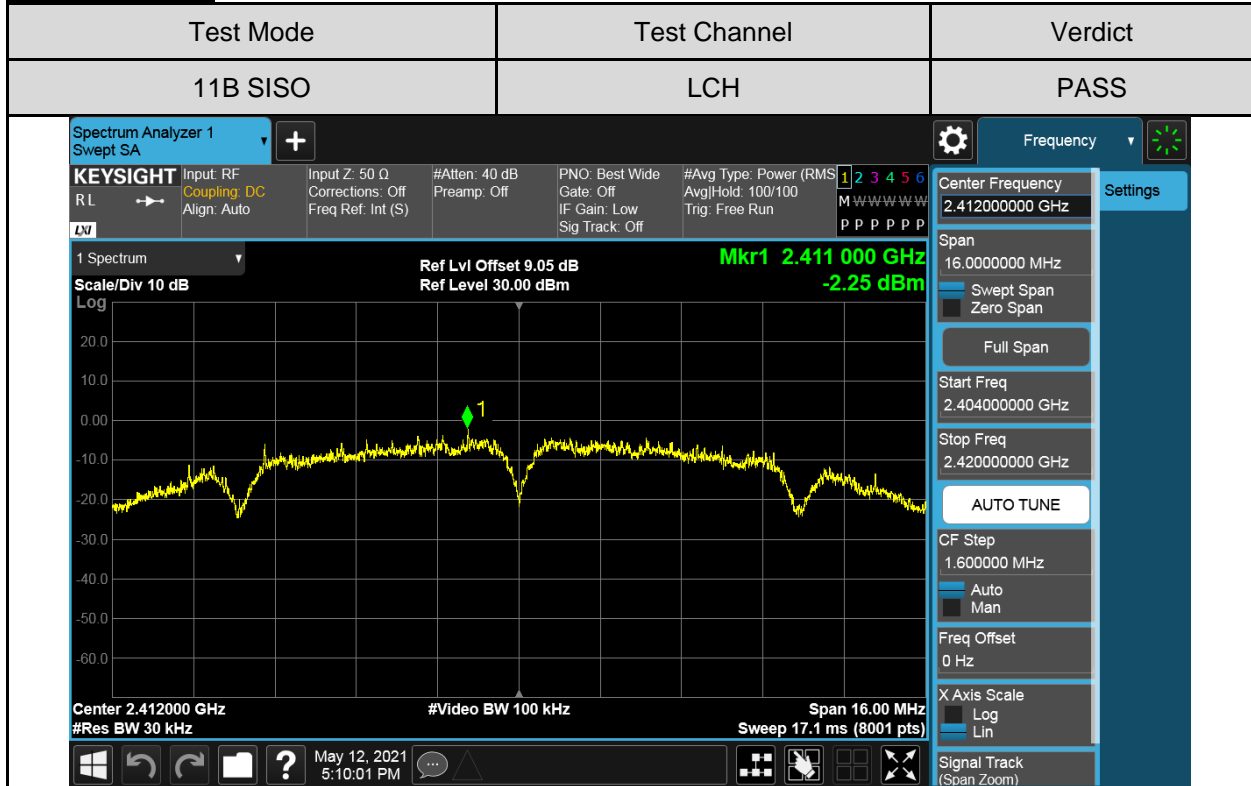 Test Mode Test Channel Verdict
11B SISO LCH PASS
Spectrum Analyzer 1
Swept SA
+
Frequency
KEYSIGHT
RL
LXI
Input: RF
Coupling: DC
Align: Auto
Input Z: 50 Ω
Corrections: Off
Freq Ref: Int (S)
#Atten: 40 dB
Preamp: Off
PNO: Best Wide
Gate: Off
IF Gain: Low
Sig Track: Off
#Avg Type: Power (RMS
Avg|Hold: 100/100
Trig: Free Run
1 2 3 4 5 6
M W W W W W
P P P P P P
1 Spectrum
Scale/Div 10 dB
Ref Lvl Offset 9.05 dB
Ref Level 30.00 dBm
Mkr1 2.411 000 GHz
-2.25 dBm
Log
20.0
10.0
0.00
-10.0
-20.0
-30.0
-40.0
-50.0
-60.0
1
Center 2.412000 GHz
#Res BW 30 kHz
#Video BW 100 kHz
Span 16.00 MHz
Sweep 17.1 ms (8001 pts)
Center Frequency
2.412000000 GHz
Settings
Span
16.0000000 MHz
Swept Span
Zero Span
Full Span
Start Freq
2.404000000 GHz
Stop Freq
2.420000000 GHz
AUTO TUNE
CF Step
1.600000 MHz
Auto
Man
Freq Offset
0 Hz
X Axis Scale
Log
Lin
Signal Track
(Span Zoom)
?
May 12, 2021
5:10:01 PM